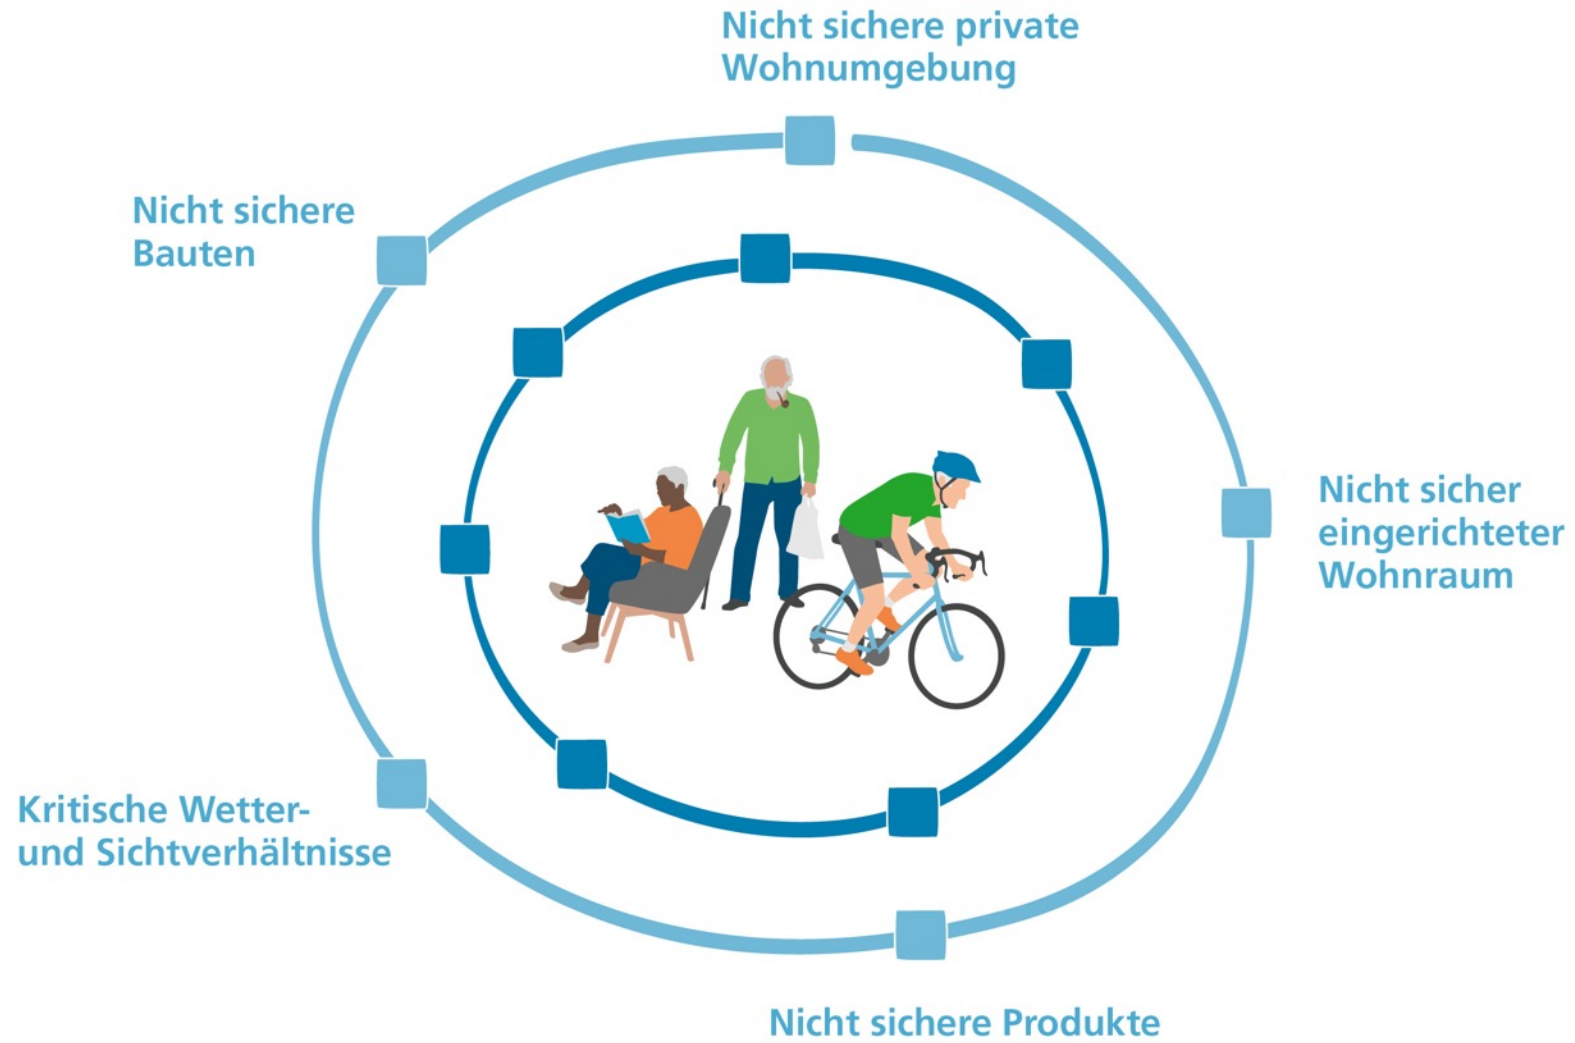 Nicht sichere private
Wohnumgebung
Nicht sichere
Bauten
Nicht sicher
eingerichteter
Wohnraum
Kritische Wetter-
und Sichtverhältnisse
Nicht sichere Produkte